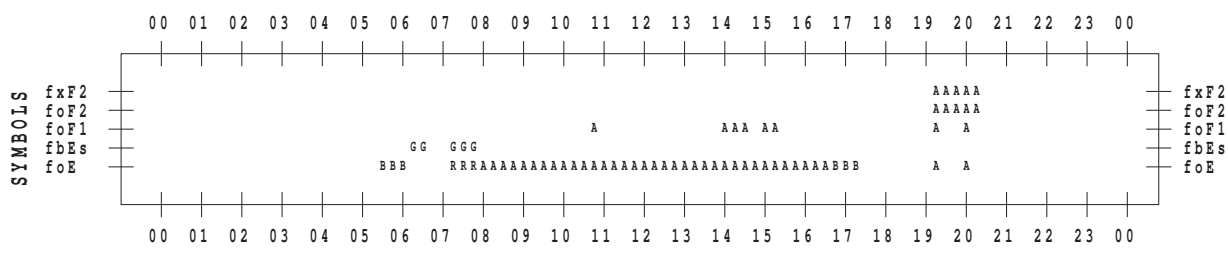 00 01 02 03 04 05 06 07 08 09 10 11 12 13 14 15 16 17 18 19 20 21 22 23 00
SYMBOLS
fxF2 AAAAA fxF2
foF2 AAAAA foF2
foF1 A AAA AA A A foF1
fbEs GG GGG fbEs
foE BBB RRRAAAAAAAAAAAAAAAAAAAAAAAAAAAAAAAAAAABBB A A foE
00 01 02 03 04 05 06 07 08 09 10 11 12 13 14 15 16 17 18 19 20 21 22 23 00